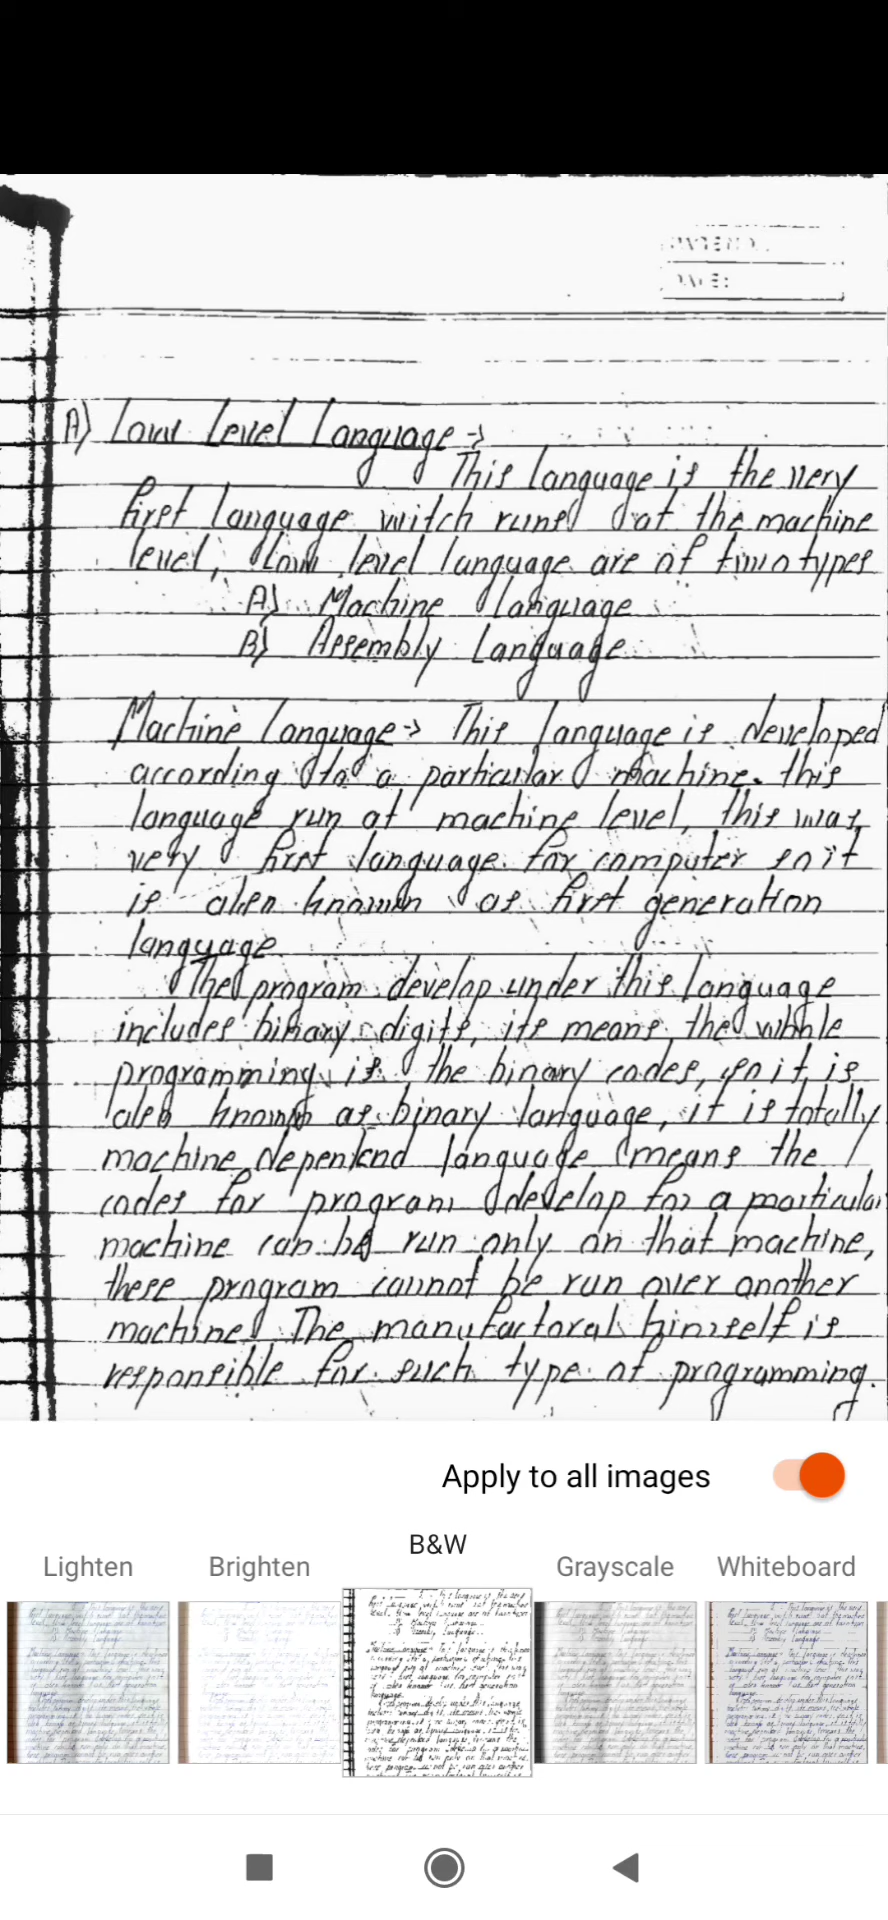 PAGE NO.
DATE:
A) Low Level Language →
This language is the very
first language witch runs at the machine
level, Low level language are of two types
A) Machine language
B) Assembly Language
Machine language → This language is developed
according to a particular machine. this
language run at machine level, this was
very first language for computer so it
is also known as first generation
language
The program develop under this language
includes binary digits, its means the whole
programming is the binary codes, so it is
also known as binary language, it is totally
machine depenlend language (means the
codes for program develop for a particular
machine can be run only on that machine,
these program cannot be run over another
machine) The manufactoral himself is
responsible for such type of programming.
Apply to all images
Lighten
Brighten
B&W
Grayscale
Whiteboard